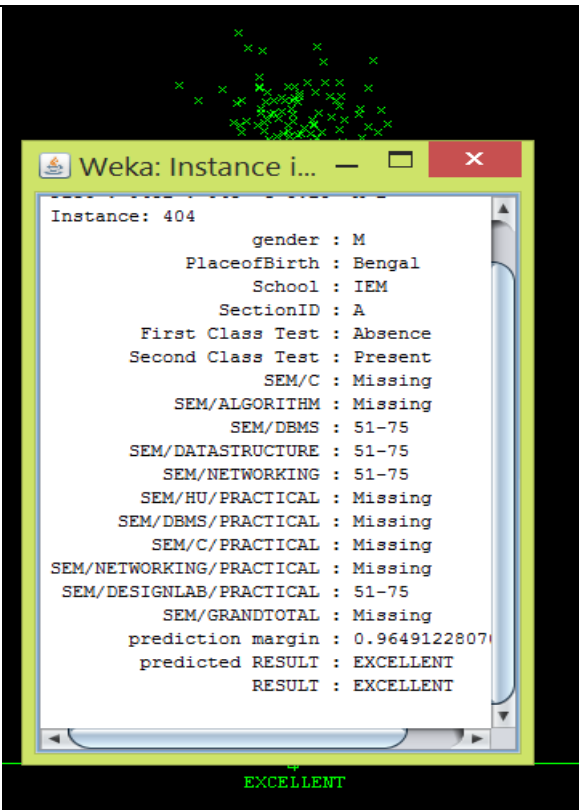 Weka: Instance i...
Instance: 404
gender : M
PlaceofBirth : Bengal
School : IEM
SectionID : A
First Class Test : Absence
Second Class Test : Present
SEM/C : Missing
SEM/ALGORITHM : Missing
SEM/DBMS : 51-75
SEM/DATASTRUCTURE : 51-75
SEM/NETWORKING : 51-75
SEM/HU/PRACTICAL : Missing
SEM/DBMS/PRACTICAL : Missing
SEM/C/PRACTICAL : Missing
SEM/NETWORKING/PRACTICAL : Missing
SEM/DESIGNLAB/PRACTICAL : 51-75
SEM/GRANDTOTAL : Missing
prediction margin : 0.9649122807
predicted RESULT : EXCELLENT
RESULT : EXCELLENT
EXCELLENT